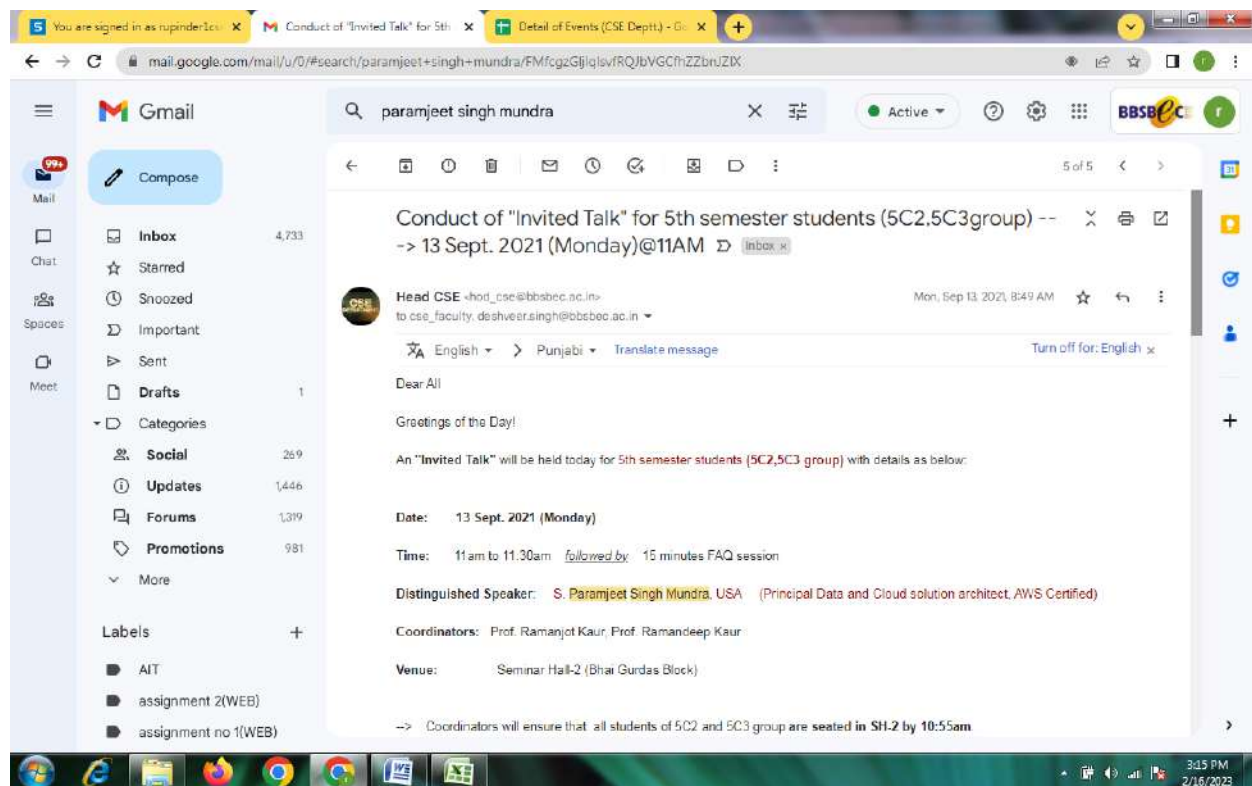 You are signed in as rupinder1cs
Conduct of "Invited Talk" for 5th
Detail of Events (CSE Deptt.) - Go
mail.google.com/mail/u/0/#search/paramjeet+singh+mundra/
Gmail
paramjeet singh mundra
Active
BBSB
99+
Mail
Chat
Spaces
Meet
Compose
Inbox 4,733
Starred
Snoozed
Important
Sent
Drafts 1
Categories
Social 269
Updates 1,446
Forums 1,319
Promotions 981
More
Labels
AIT
assignment 2(WEB)
assignment no 1(WEB)
5 of 5
Conduct of "Invited Talk" for 5th semester students (5C2,5C3group) --
-> 13 Sept. 2021 (Monday)@11AM Inbox x
Head CSE <hod_cse@bbsbec.ac.in> Mon, Sep 13, 2021, 8:49 AM
to cse_faculty, deshveer.singh@bbsbec.ac.in
English > Punjabi Translate message Turn off for: English x
Dear All
Greetings of the Day!
An "Invited Talk" will be held today for 5th semester students (5C2,5C3 group) with details as below:
Date: 13 Sept. 2021 (Monday)
Time: 11am to 11.30am followed by 15 minutes FAQ session
Distinguished Speaker: S. Paramjeet Singh Mundra, USA (Principal Data and Cloud solution architect, AWS Certified)
Coordinators: Prof. Ramanjot Kaur, Prof. Ramandeep Kaur
Venue: Seminar Hall-2 (Bhai Gurdas Block)
--> Coordinators will ensure that all students of 5C2 and 5C3 group are seated in SH-2 by 10:55am
3:15 PM
2/16/2023